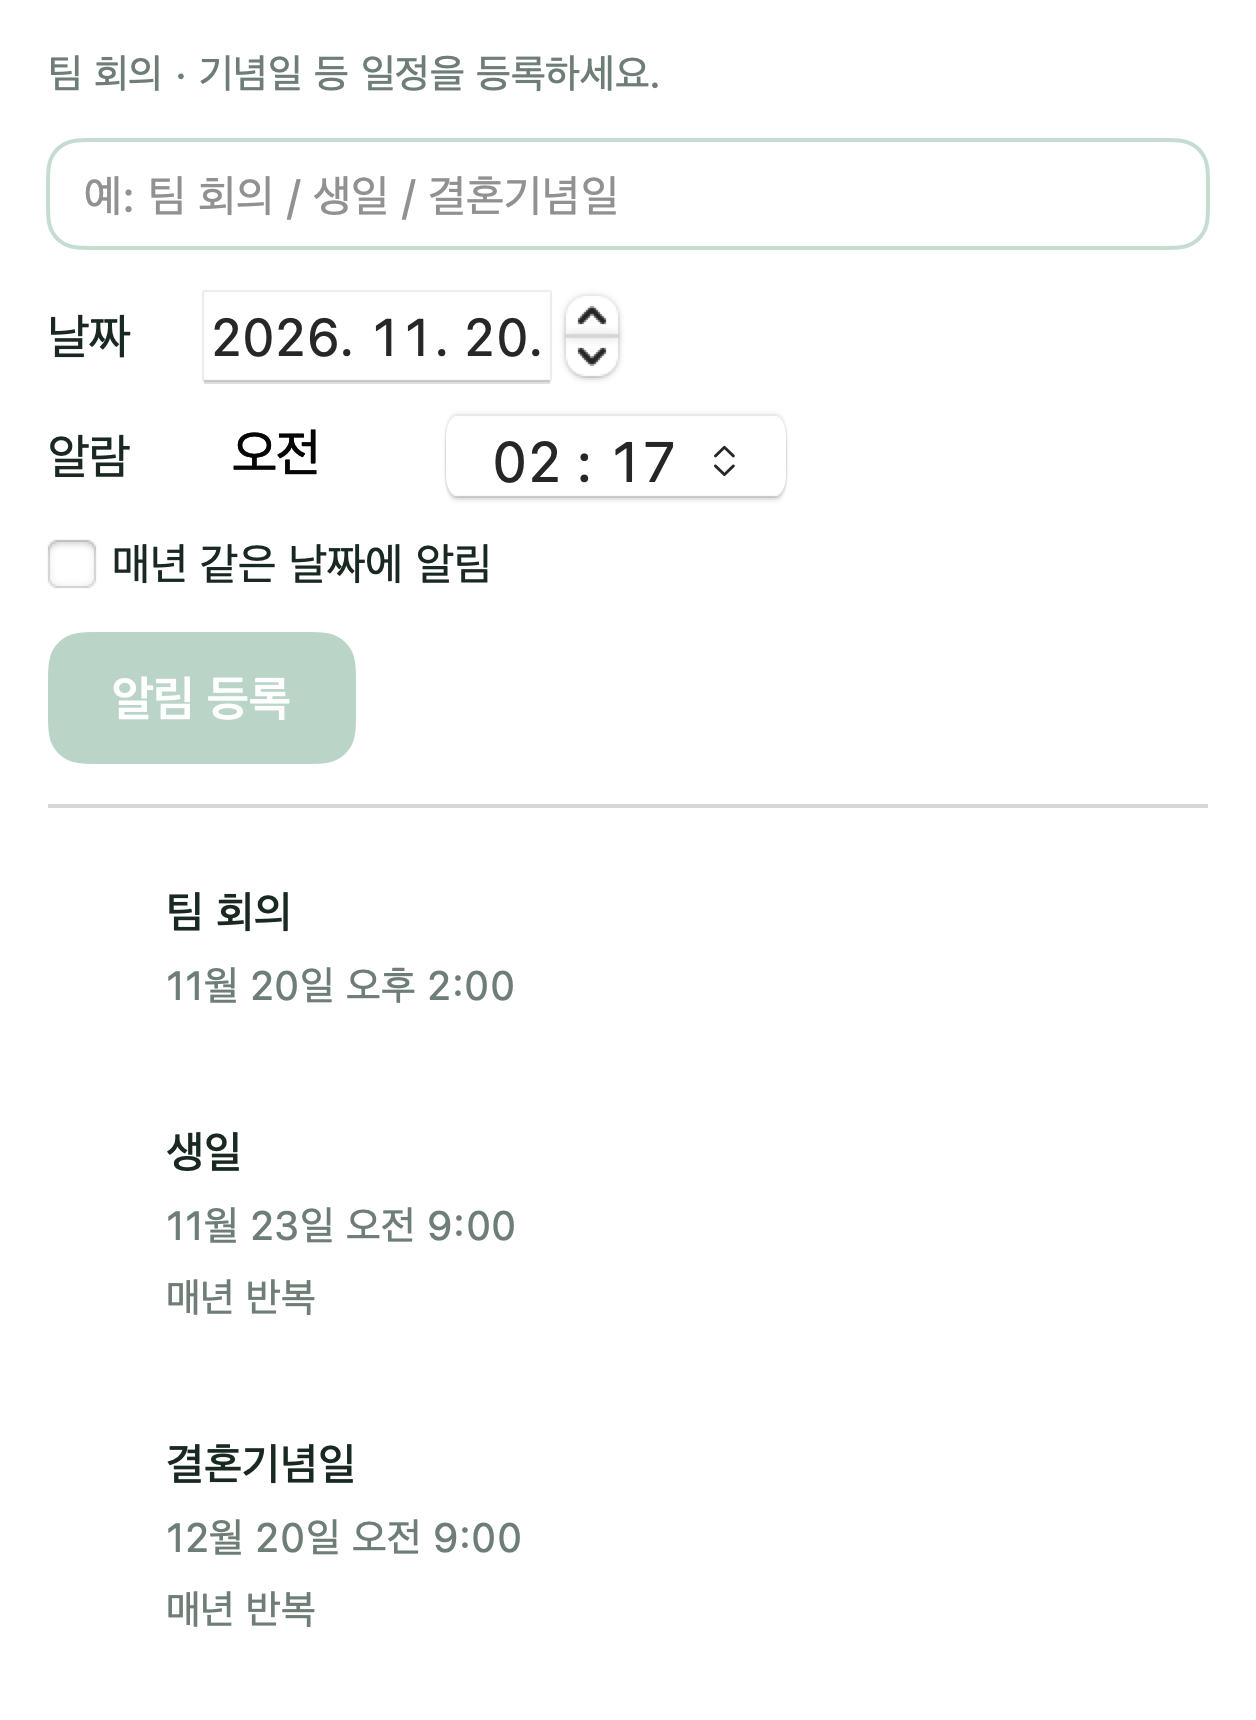 팀 회의 · 기념일 등 일정을 등록하세요.
예: 팀 회의 / 생일 / 결혼기념일
날짜 2026. 11. 20.
알람 오전 02 : 17
매년 같은 날짜에 알림
알림 등록
팀 회의
11월 20일 오후 2:00
생일
11월 23일 오전 9:00
매년 반복
결혼기념일
12월 20일 오전 9:00
매년 반복